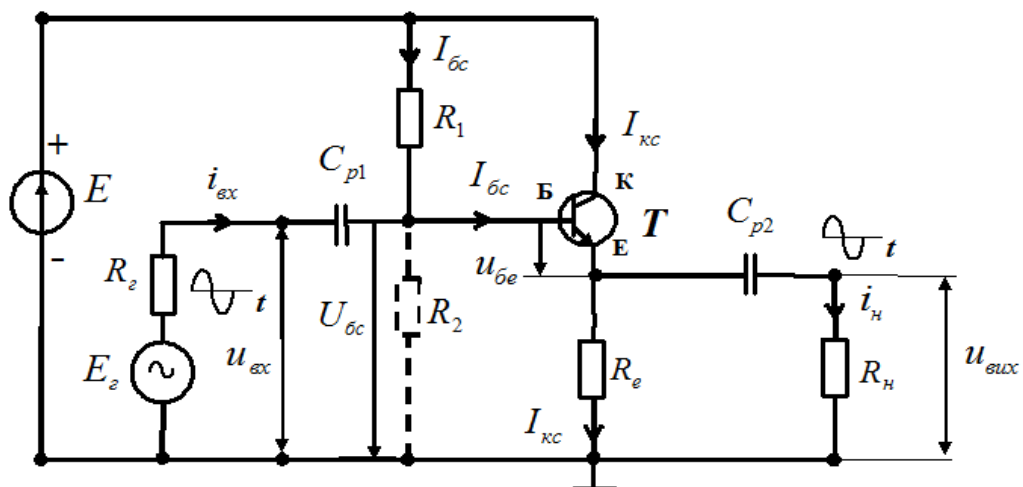 I_бс
R_1
I_кс
+
C_р1
E
i_вх
I_бс
Б
К
Т
C_р2
Е
t
-
R_г
t
u_бе
U_бс
R_2
i_н
E_г
u_вх
R_е
R_н
u_вих
I_кс